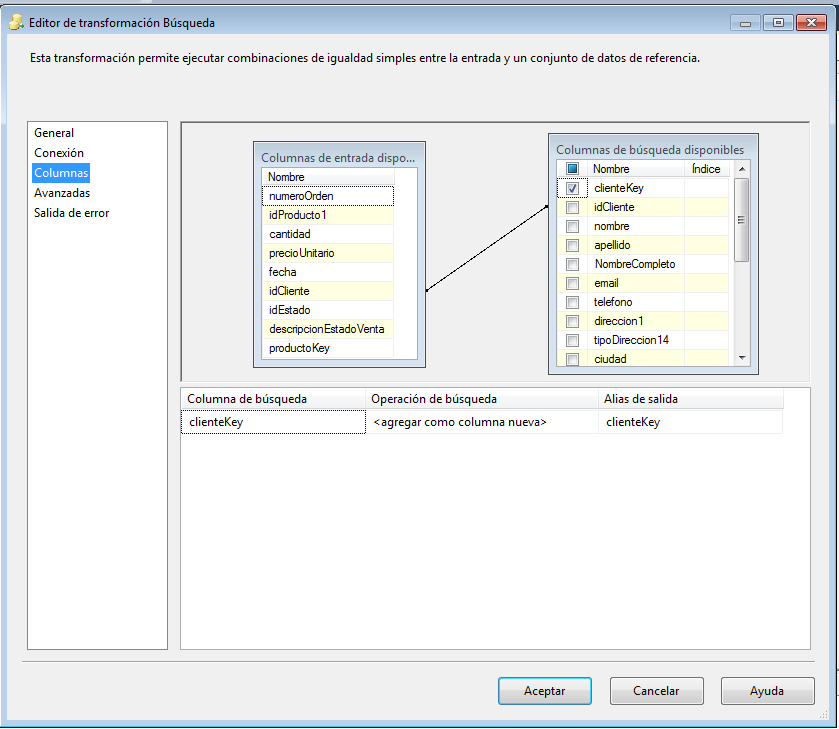 Editor de transformación Búsqueda
Esta transformación permite ejecutar combinaciones de igualdad simples entre la entrada y un conjunto de datos de referencia.
General
Conexión
Columnas
Avanzadas
Salida de error
Columnas de entrada dispo...
Nombre
numeroOrden
idProducto1
cantidad
precioUnitario
fecha
idCliente
idEstado
descripcionEstadoVenta
productoKey
Columnas de búsqueda disponibles
Nombre Índice
clienteKey
idCliente
nombre
apellido
NombreCompleto
email
telefono
direccion1
tipoDireccion14
ciudad
Columna de búsqueda Operación de búsqueda Alias de salida
clienteKey <agregar como columna nueva> clienteKey
Aceptar Cancelar Ayuda